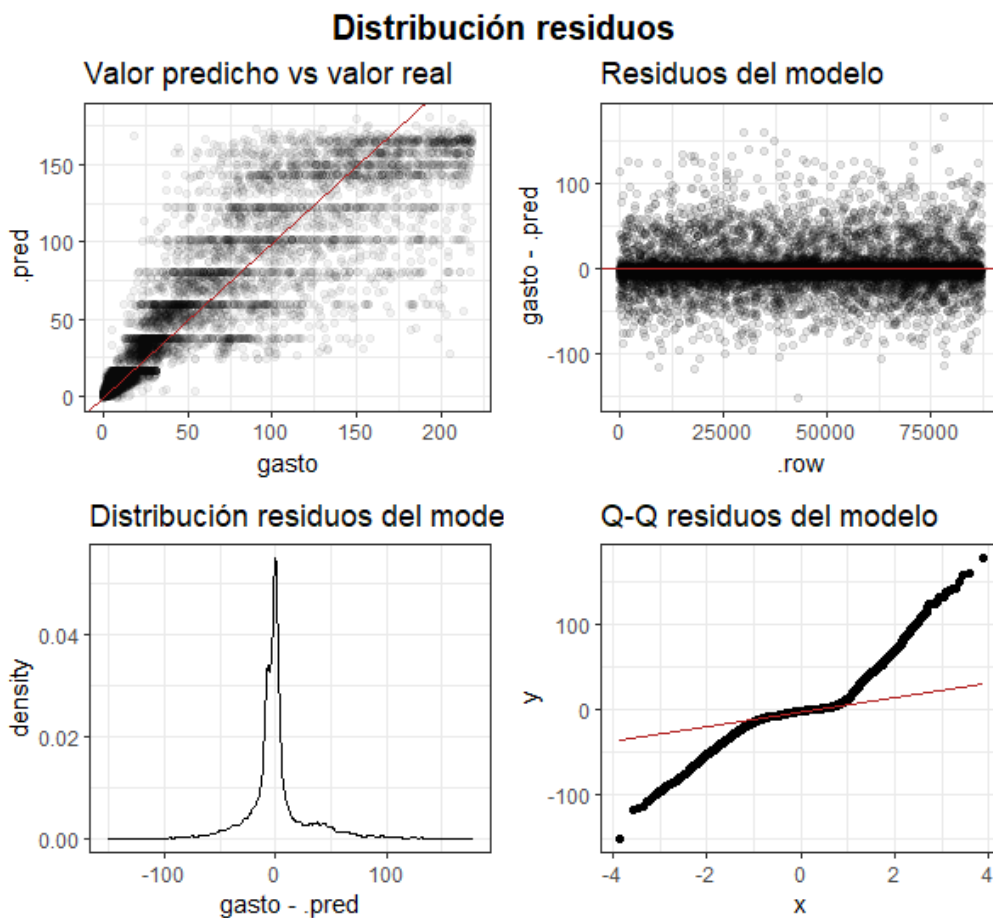 Distribución residuos
Valor predicho vs valor real
.pred
150
100
50
0
0 50 100 150 200
gasto
Residuos del modelo
gasto - .pred
100
0
-100
0 25000 50000 75000
.row
Distribución residuos del mode
density
0.04
0.02
0.00
-100 0 100
gasto - .pred
Q-Q residuos del modelo
y
100
0
-100
-4 -2 0 2 4
x